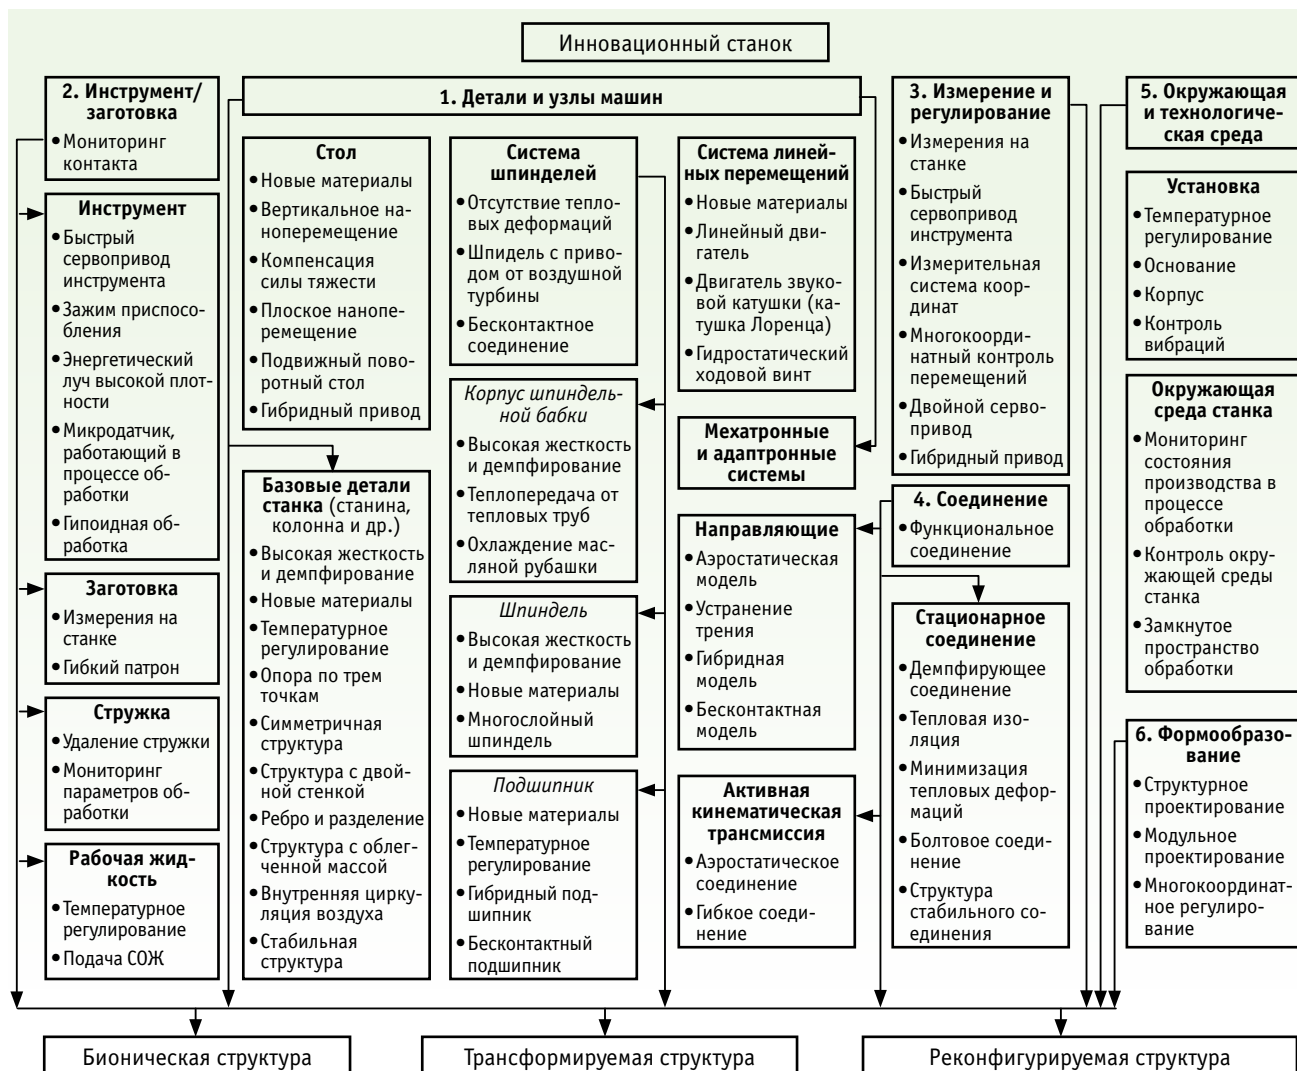 Инновационный станок
2. Инструмент/
заготовка
• Мониторинг
контакта
Инструмент
• Быстрый
сервопривод
инструмента
• Зажим приспосо-
бления
• Энергетический
луч высокой плот-
ности
• Микродатчик,
работающий в
процессе об-
работки
• Гипоидная об-
работка
Заготовка
• Измерения на
станке
• Гибкий патрон
Стружка
• Удаление стружки
• Мониторинг
параметров об-
работки
Рабочая жид-
кость
• Температурное
регулирование
• Подача СОЖ
1. Детали и узлы машин
Стол
• Новые материалы
• Вертикальное на-
ноперемещение
• Компенсация
силы тяжести
• Плоское нанопе-
ремещение
• Подвижный пово-
ротный стол
• Гибридный привод
Базовые детали
станка (станина,
колонна и др.)
• Высокая жесткость
и демпфирование
• Новые материалы
• Температурное
регулирование
• Опора по трем
точкам
• Симметричная
структура
• Структура с двой-
ной стенкой
• Ребро и разделение
• Структура с облег-
ченной массой
• Внутренняя цирку-
ляция воздуха
• Стабильная
структура
Система
шпинделей
• Отсутствие тепло-
вых деформаций
• Шпидель с приво-
дом от воздушной
турбины
• Бесконтактное
соединение
Корпус шпиндель-
ной бабки
• Высокая жесткость
и демпфирование
• Теплопередача от
тепловых труб
• Охлаждение мас-
ляной рубашки
Шпиндель
• Высокая жесткость
и демпфирование
• Новые материалы
• Многослойный
шпиндель
Подшипник
• Новые материалы
• Температурное
регулирование
• Гибридный под-
шипник
• Бесконтактный
подшипник
Система линей-
ных перемещений
• Новые материалы
• Линейный дви-
гатель
• Двигатель звуко-
вой катушки (ка-
тушка Лоренца)
• Гидростатический
ходовой винт
Мехатронные
и адаптронные
системы
Направляющие
• Аэростатическая
модель
• Устранение
трения
• Гибридная
модель
• Бесконтактная
модель
Активная
кинематическая
трансмиссия
• Аэростатическое
соединение
• Гибкое соеди-
нение
3. Измерение и
регулирование
• Измерения на
станке
• Быстрый
сервопривод
инструмента
• Измерительная
система коор-
динат
• Многокоорди-
натный контроль
перемещений
• Двойной серво-
привод
• Гибридный привод
4. Соединение
• Функциональное
соединение
Стационарное
соединение
• Демпфирующее
соединение
• Тепловая изо-
ляция
• Минимизация
тепловых дефор-
маций
• Болтовое соеди-
нение
• Структура
стабильного со-
единения
5. Окружающая
и технологиче-
ская среда
Установка
• Температурное
регулирование
• Основание
• Корпус
• Контроль
вибраций
Окружающая
среда станка
• Мониторинг
состояния
производства в
процессе
обработки
• Контроль окру-
жающей среды
станка
• Замкнутое
пространство
обработки
6. Формообразо-
вание
• Структурное
проектирование
• Модульное
проектирование
• Многокоординат-
ное регулиро-
вание
Бионическая структура
Трансформируемая структура
Реконфигурируемая структура